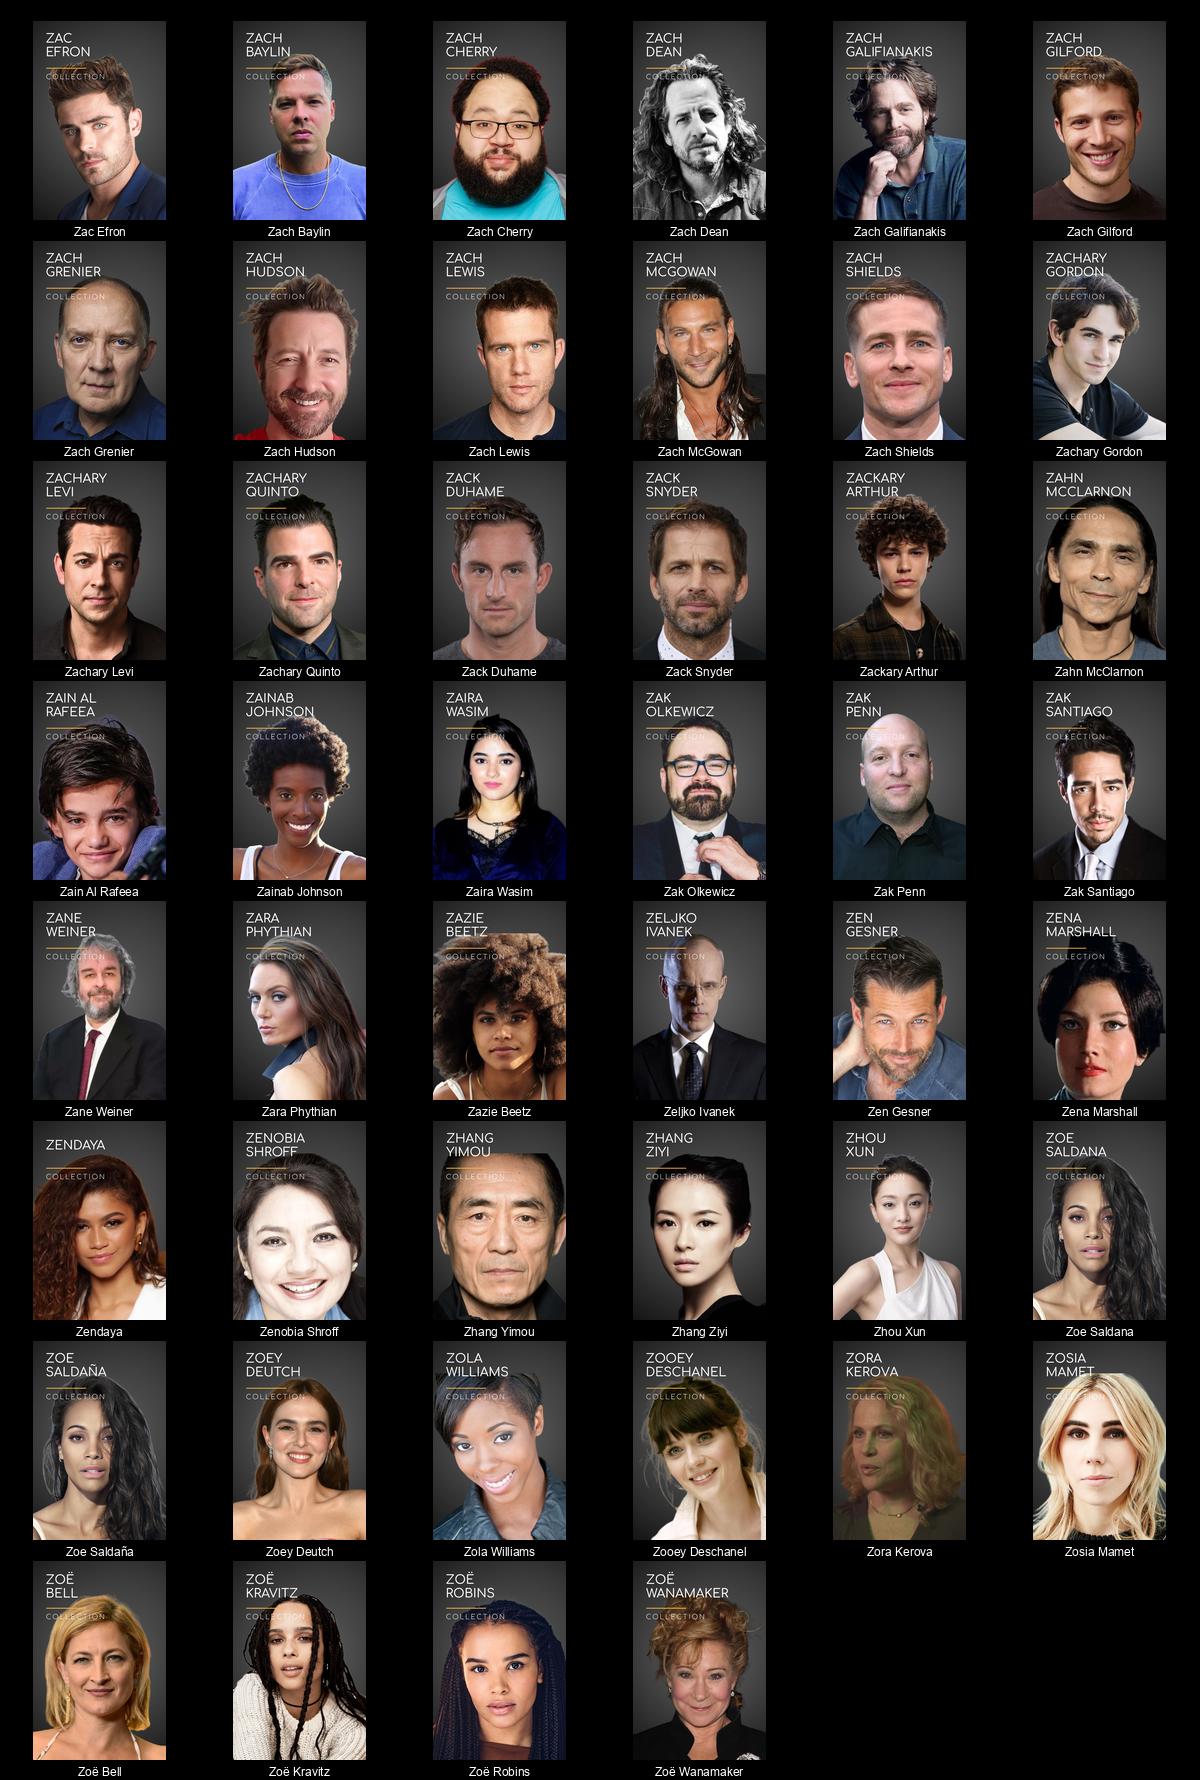 ZAC
EFRON
COLLECTION
Zac Efron
ZACH
BAYLIN
COLLECTION
Zach Baylin
ZACH
CHERRY
COLLECTION
Zach Cherry
ZACH
DEAN
COLLECTION
Zach Dean
ZACH
GALIFIANAKIS
COLLECTION
Zach Galifianakis
ZACH
GILFORD
COLLECTION
Zach Gilford
ZACH
GRENIER
COLLECTION
Zach Grenier
ZACH
HUDSON
COLLECTION
Zach Hudson
ZACH
LEWIS
COLLECTION
Zach Lewis
ZACH
MCGOWAN
COLLECTION
Zach McGowan
ZACH
SHIELDS
COLLECTION
Zach Shields
ZACHARY
GORDON
COLLECTION
Zachary Gordon
ZACHARY
LEVI
COLLECTION
Zachary Levi
ZACHARY
QUINTO
COLLECTION
Zachary Quinto
ZACK
DUHAME
COLLECTION
Zack Duhame
ZACK
SNYDER
COLLECTION
Zack Snyder
ZACKARY
ARTHUR
COLLECTION
Zackary Arthur
ZAHN
MCCLARNON
COLLECTION
Zahn McClarnon
ZAIN AL
RAFEEA
COLLECTION
Zain Al Rafeea
ZAINAB
JOHNSON
COLLECTION
Zainab Johnson
ZAIRA
WASIM
COLLECTION
Zaira Wasim
ZAK
OLKEWICZ
COLLECTION
Zak Olkewicz
ZAK
PENN
COLLECTION
Zak Penn
ZAK
SANTIAGO
COLLECTION
Zak Santiago
ZANE
WEINER
COLLECTION
Zane Weiner
ZARA
PHYTHIAN
COLLECTION
Zara Phythian
ZAZIE
BEETZ
COLLECTION
Zazie Beetz
ZELJKO
IVANEK
COLLECTION
Zeljko Ivanek
ZEN
GESNER
COLLECTION
Zen Gesner
ZENA
MARSHALL
COLLECTION
Zena Marshall
ZENDAYA
COLLECTION
Zendaya
ZENOBIA
SHROFF
COLLECTION
Zenobia Shroff
ZHANG
YIMOU
COLLECTION
Zhang Yimou
ZHANG
ZIYI
COLLECTION
Zhang Ziyi
ZHOU
XUN
COLLECTION
Zhou Xun
ZOE
SALDANA
COLLECTION
Zoe Saldana
ZOE
SALDAÑA
COLLECTION
Zoe Saldaña
ZOEY
DEUTCH
COLLECTION
Zoey Deutch
ZOLA
WILLIAMS
COLLECTION
Zola Williams
ZOOEY
DESCHANEL
COLLECTION
Zooey Deschanel
ZORA
KEROVA
COLLECTION
Zora Kerova
ZOSIA
MAMET
COLLECTION
Zosia Mamet
ZOË
BELL
COLLECTION
Zoë Bell
ZOË
KRAVITZ
COLLECTION
Zoë Kravitz
ZOË
ROBINS
COLLECTION
Zoë Robins
ZOË
WANAMAKER
COLLECTION
Zoë Wanamaker